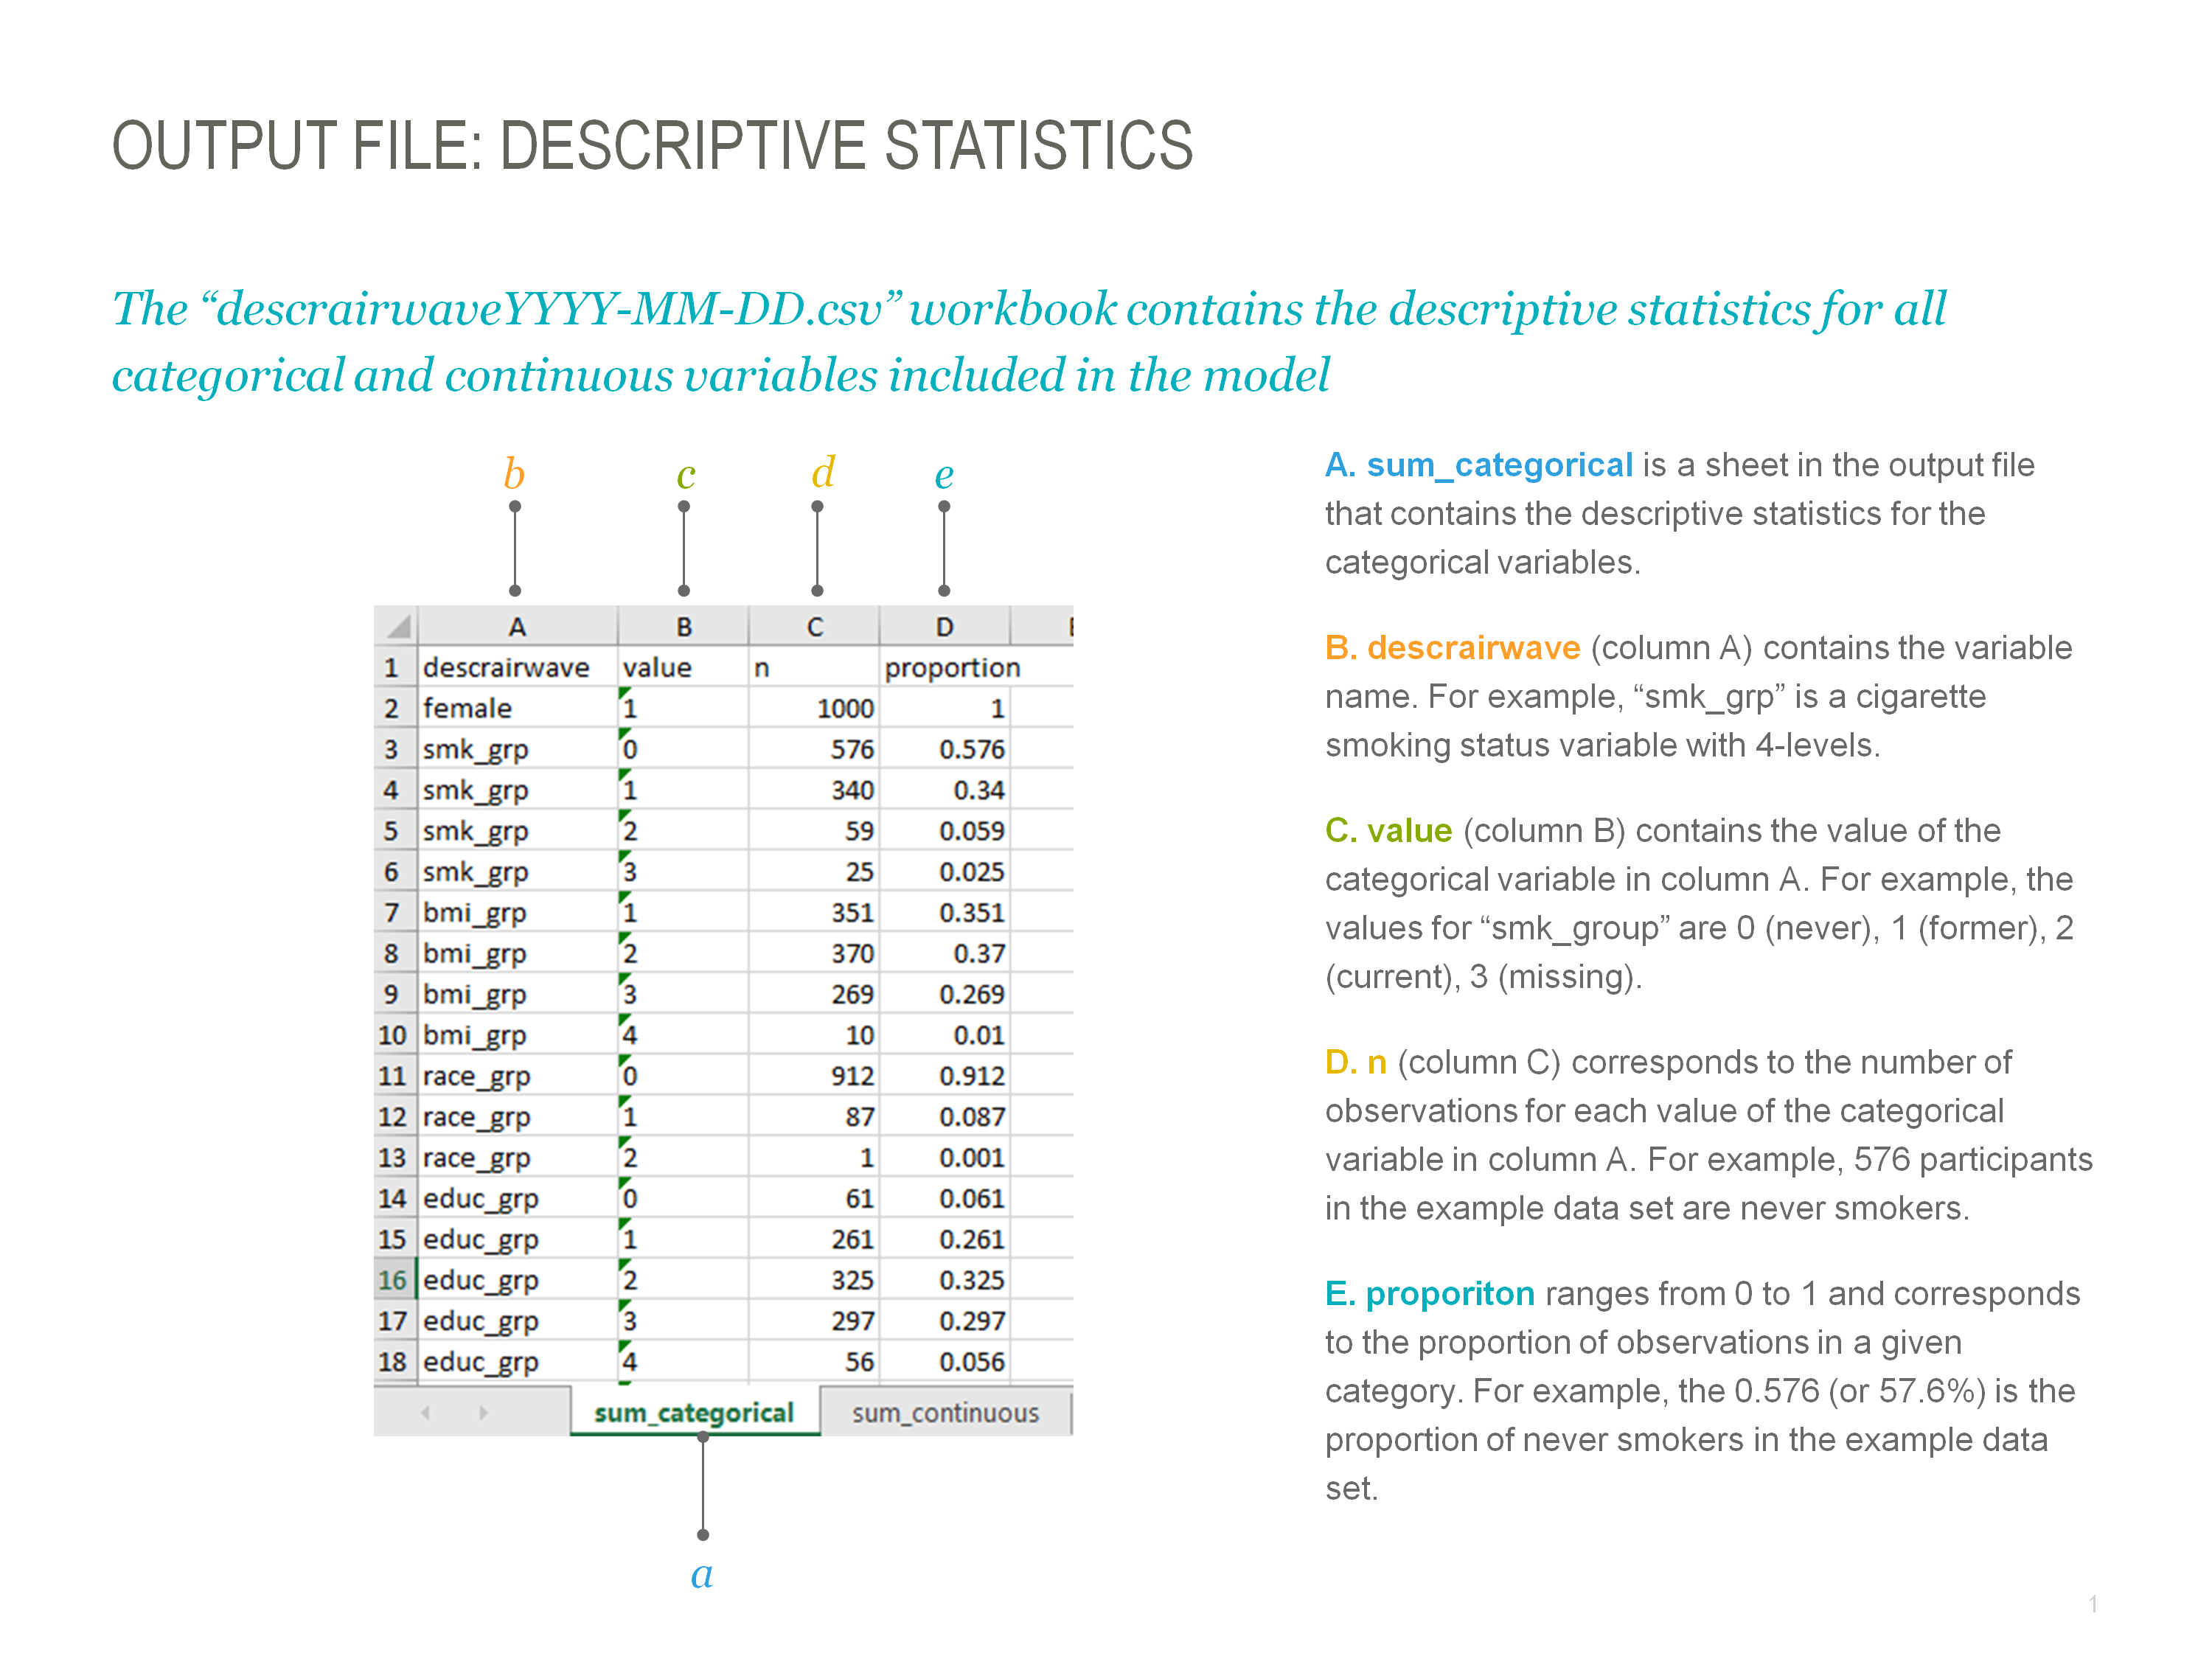 OUTPUT FILE: DESCRIPTIVE STATISTICS
The “descrairwaveYYYY-MM-DD.csv” workbook contains the descriptive statistics for all
categorical and continuous variables included in the model
b c d e
A B C D
1 descrairwave value n proportion
2 female 1 1000 1
3 smk_grp 0 576 0.576
4 smk_grp 1 340 0.34
5 smk_grp 2 59 0.059
6 smk_grp 3 25 0.025
7 bmi_grp 1 351 0.351
8 bmi_grp 2 370 0.37
9 bmi_grp 3 269 0.269
10 bmi_grp 4 10 0.01
11 race_grp 0 912 0.912
12 race_grp 1 87 0.087
13 race_grp 2 1 0.001
14 educ_grp 0 61 0.061
15 educ_grp 1 261 0.261
16 educ_grp 2 325 0.325
17 educ_grp 3 297 0.297
18 educ_grp 4 56 0.056
sum_categorical sum_continuous
a
A. sum_categorical is a sheet in the output file
that contains the descriptive statistics for the
categorical variables.
B. descrairwave (column A) contains the variable
name. For example, “smk_grp” is a cigarette
smoking status variable with 4-levels.
C. value (column B) contains the value of the
categorical variable in column A. For example, the
values for “smk_group” are 0 (never), 1 (former), 2
(current), 3 (missing).
D. n (column C) corresponds to the number of
observations for each value of the categorical
variable in column A. For example, 576 participants
in the example data set are never smokers.
E. proporiton ranges from 0 to 1 and corresponds
to the proportion of observations in a given
category. For example, the 0.576 (or 57.6%) is the
proportion of never smokers in the example data
set.
1